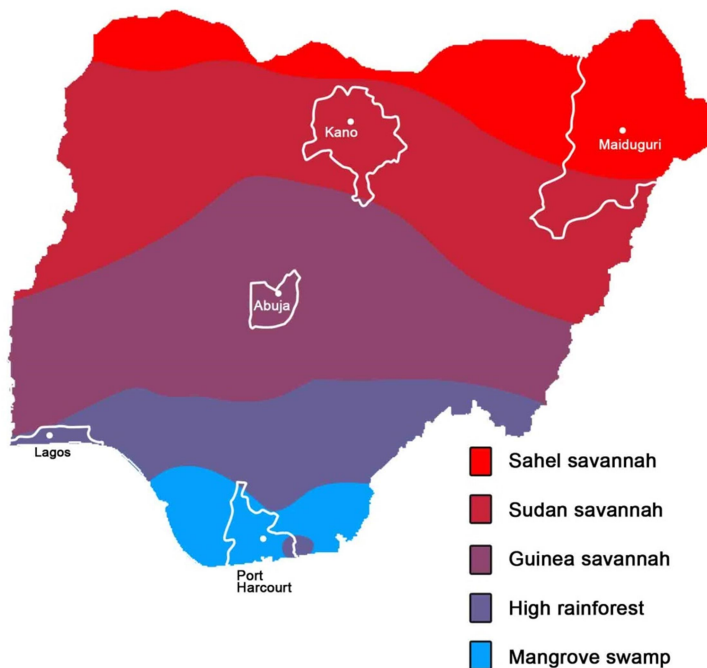 Kano
Maiduguri
Abuja
Lagos
Port
Harcourt
Sahel savannah
Sudan savannah
Guinea savannah
High rainforest
Mangrove swamp